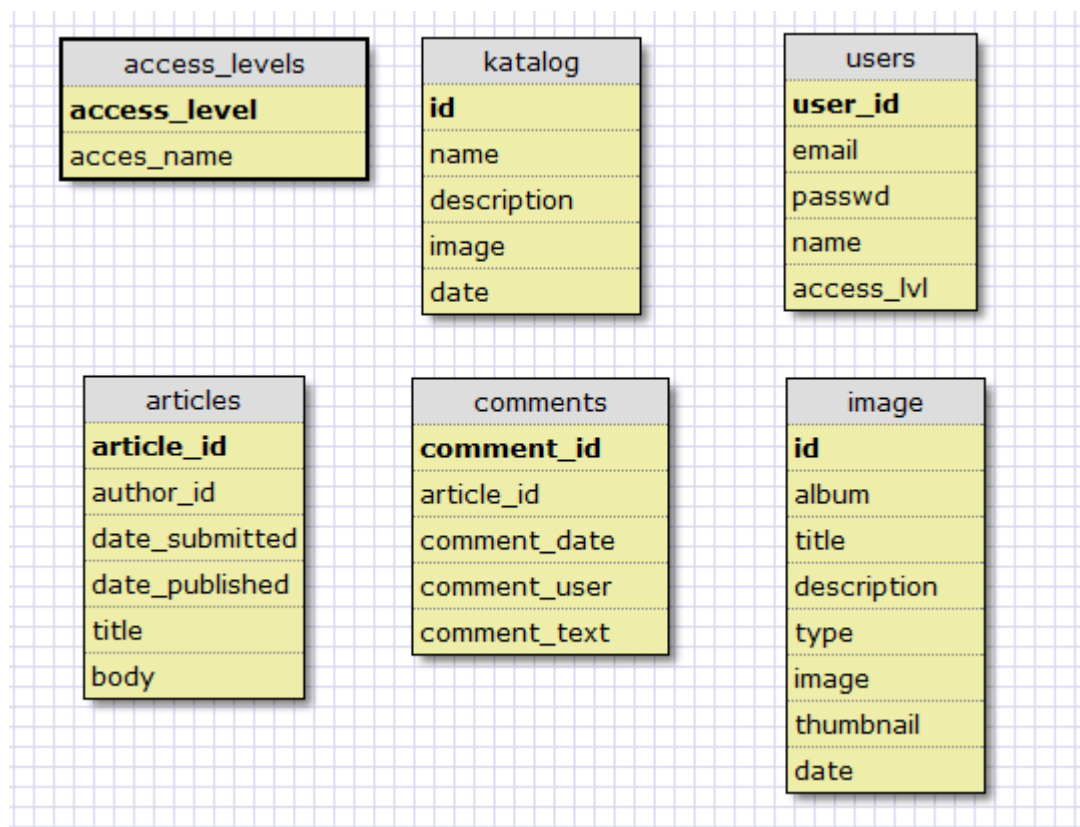 access_levels
access_level
acces_name
katalog
id
name
description
image
date
users
user_id
email
passwd
name
access_lvl
articles
article_id
author_id
date_submitted
date_published
title
body
comments
comment_id
article_id
comment_date
comment_user
comment_text
image
id
album
title
description
type
image
thumbnail
date